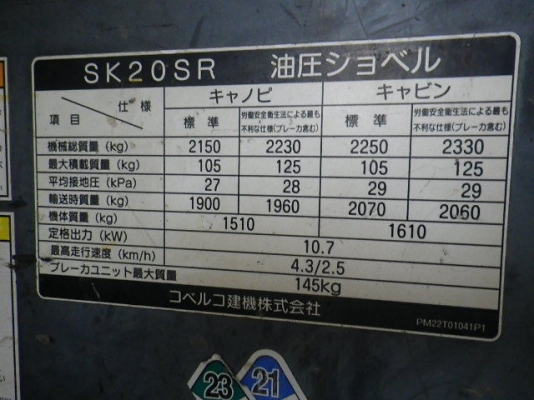 SK20SR 油圧ショベル
仕様 キャノピ キャビン
項目 標準 労働安全衛生法による最も不利な仕様(ブレーカ含む) 標準 労働安全衛生法による最も不利な仕様(ブレーカ含む)
機械総質量(kg) 2150 2230 2250 2330
最大積載質量(kg) 105 125 105 125
平均接地圧(kPa) 27 28 29 29
輸送時質量(kg) 1900 1960 2070 2060
機体質量(kg) 1510 1610
定格出力(kW) 10.7
最高走行速度(km/h) 4.3/2.5
ブレーカユニット最大質量 145kg
コベルコ建機株式会社
PM22T01041P1
23 21